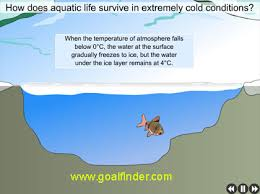 How does aquatic life survive in extremely cold conditions?
When the temperature of atmosphere falls
below 0°C, the water at the surface
gradually freezes to ice, but the water
under the ice layer remains at 4°C.
www.goalfinder.com